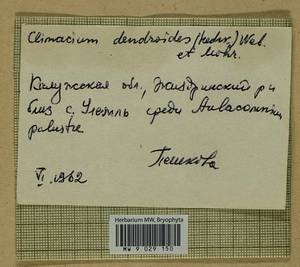 Climacium dendroides (Hedw.) Web.
et Mohr.
Калужская обл., Жиздринский р-н
близ с. Улемль среди Aulacomnium
palustre
Пешкова
VI. 1962
Herbarium MW, Bryophyta
MW 9 029 150